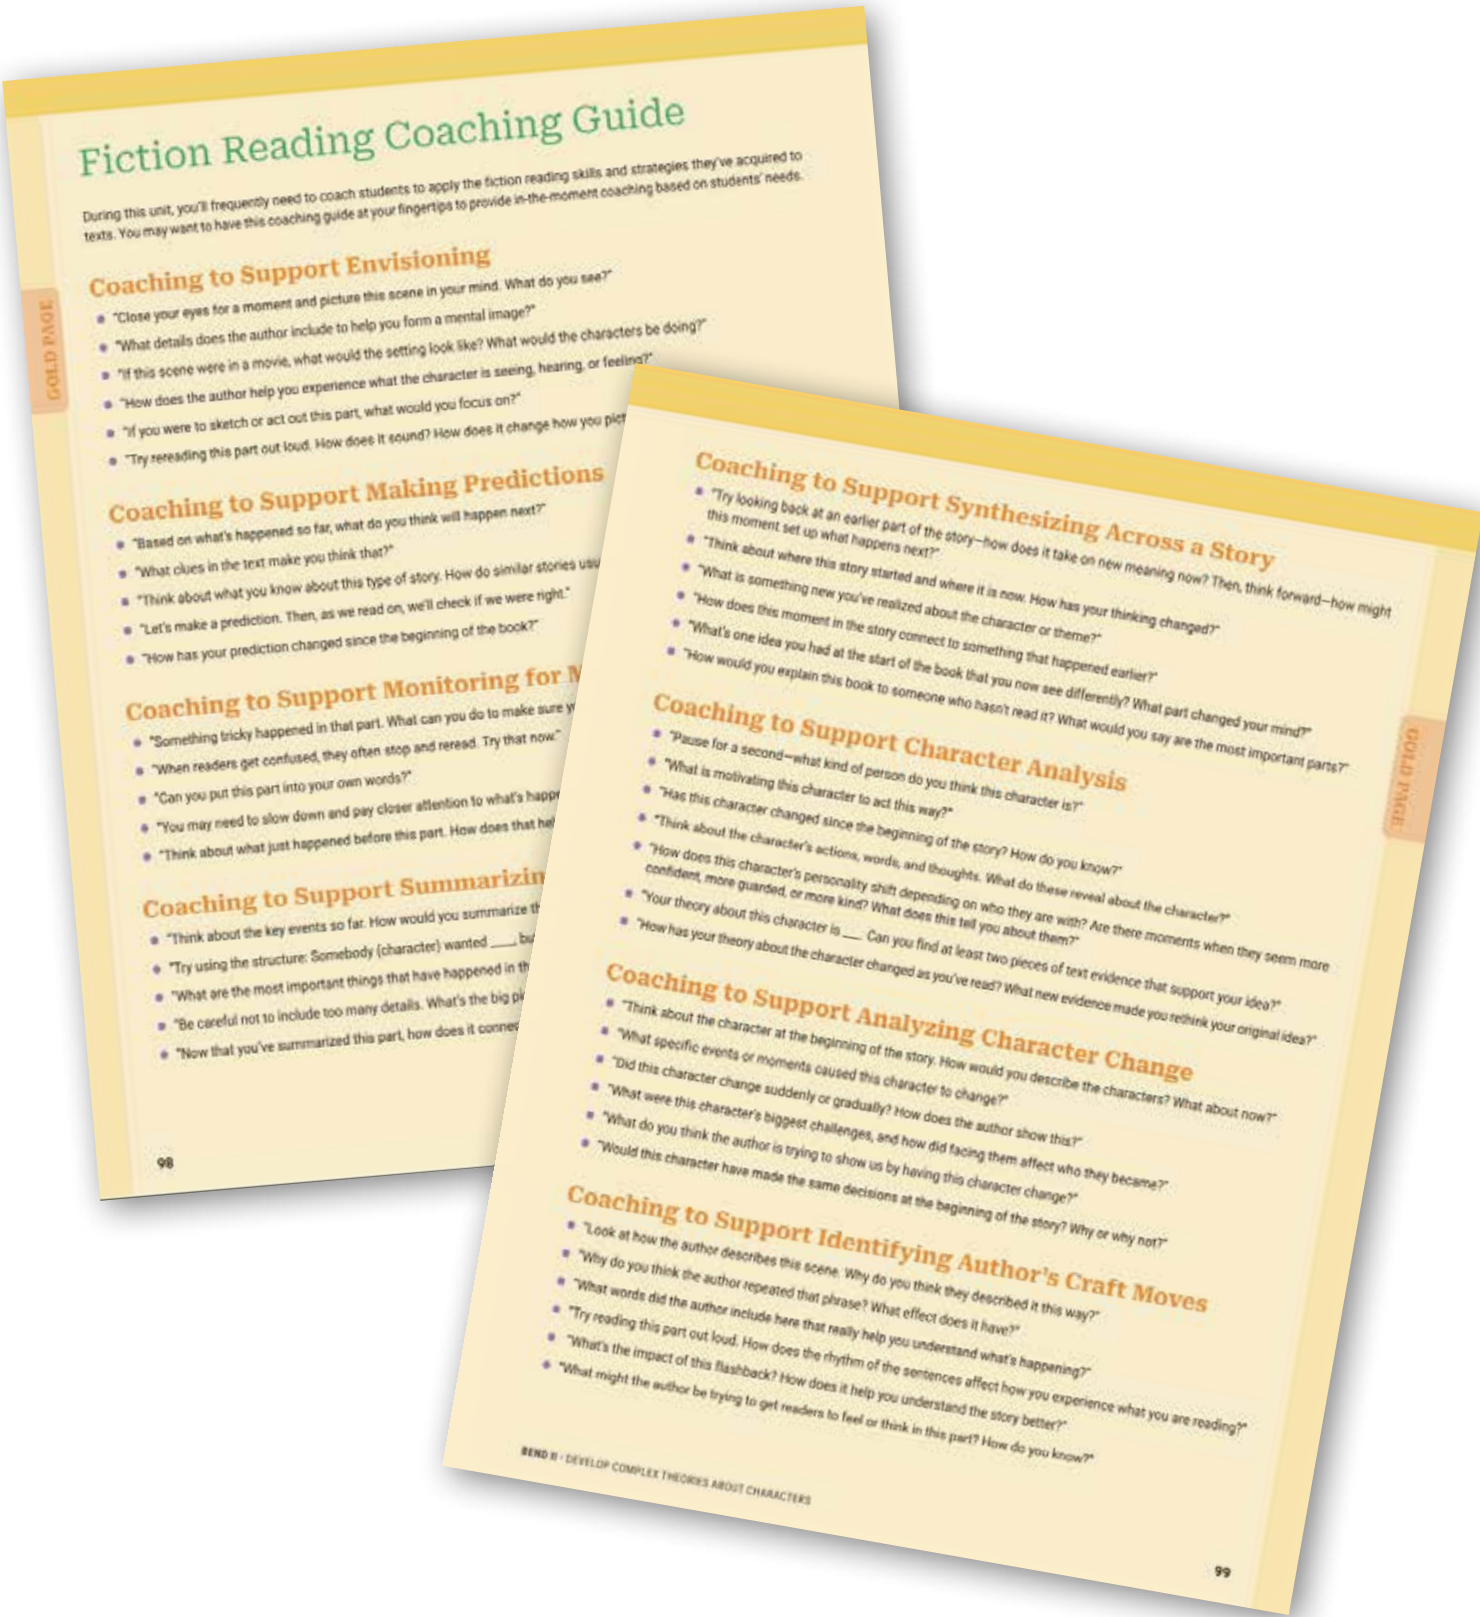 Fiction Reading Coaching Guide
During this unit, you'll frequently need to coach students to apply the fiction reading skills and strategies they've acquired to
texts. You may want to have this coaching guide at your fingertips to provide in-the-moment coaching based on students' needs.
GOLD PAGE
Coaching to Support Envisioning
"Close your eyes for a moment and picture this scene in your mind. What do you see?"
"What details does the author include to help you form a mental image?"
"If this scene were in a movie, what would the setting look like? What would the characters be doing?"
"How does the author help you experience what the character is seeing, hearing, or feeling?"
"If you were to sketch or act out this part, what would you focus on?"
"Try rereading this part out loud. How does it sound? How does it change how you
Coaching to Support Making Predictions
"Based on what's happened so far, what do you think will happen next?"
"What clues in the text make you think that?"
"Think about what you know about this type of story. How do similar stories
"Let's make a prediction. Then, as we read on, we'll check if we were right."
"How has your prediction changed since the beginning of the book?"
Coaching to Support Monitoring for
"Something tricky happened in that part. What can you do to make sure
"When readers get confused, they often stop and reread. Try that now."
"Can you put this part into your own words?"
"You may need to slow down and pay closer attention to what's
"Think about what just happened before this part. How does that
Coaching to Support
"Think about the key events so far. How would you summarize
"Try using the structure: Somebody (character) wanted ____,
"What are the most important things that have happened in
"Be careful not to include too many details. What's the big
"Now that you've summarized this part, how does it
98
Coaching to Support Synthesizing Across a Story
"Try looking back at an earlier part of the story—how does it take on new meaning now? Then, think forward—how might
this moment set up what happens next?"
"Think about where this story started and where it is now. How has your thinking changed?"
"What is something new you've realized about the character or theme?"
"How does this moment in the story connect to something that happened earlier?"
"What's one idea you had at the start of the book that you now see differently? What part changed your mind?"
"How would you explain this book to someone who hasn't read it? What would you say are the most important parts?"
GOLD PAGE
Coaching to Support Character Analysis
"Pause for a second—what kind of person do you think this character is?"
"What is motivating this character to act this way?"
"Has this character changed since the beginning of the story? How do you know?"
"Think about the character's actions, words, and thoughts. What do these reveal about the character?"
"How does this character's personality shift depending on who they are with? Are there moments when they seem more
confident, more guarded, or more kind? What does this tell you about them?"
"Your theory about this character is ___. Can you find at least two pieces of text evidence that support your idea?"
"How has your theory about the character changed as you've read? What new evidence made you rethink your original idea?"
Coaching to Support Analyzing Character Change
"Think about the character at the beginning of the story. How would you describe the characters? What about now?"
"What specific events or moments caused this character to change?"
"Did this character change suddenly or gradually? How does the author show this?"
"What were this character's biggest challenges, and how did facing them affect who they became?"
"What do you think the author is trying to show us by having this character change?"
"Would this character have made the same decisions at the beginning of the story? Why or why not?"
Coaching to Support Identifying Author's Craft Moves
"Look at how the author describes this scene. Why do you think they described it this way?"
"Why do you think the author repeated that phrase? What effect does it have?"
"What words did the author include here that really help you understand what's happening?"
"Try reading this part out loud. How does the rhythm of the sentences affect how you experience what you are reading?"
"What's the impact of this flashback? How does it help you understand the story better?"
"What might the author be trying to get readers to feel or think in this part? How do you know?"
BEND II • DEVELOP COMPLEX THEORIES ABOUT CHARACTERS
99